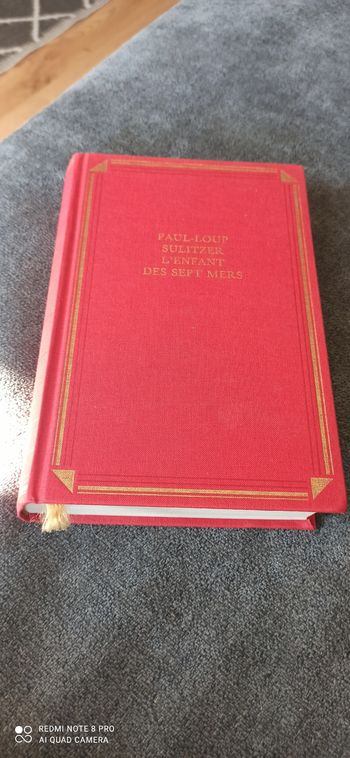 PAUL-LOUP
SULITZER
L'ENFANT
DES SEPT MERS
REDMI NOTE 8 PRO
AI QUAD CAMERA